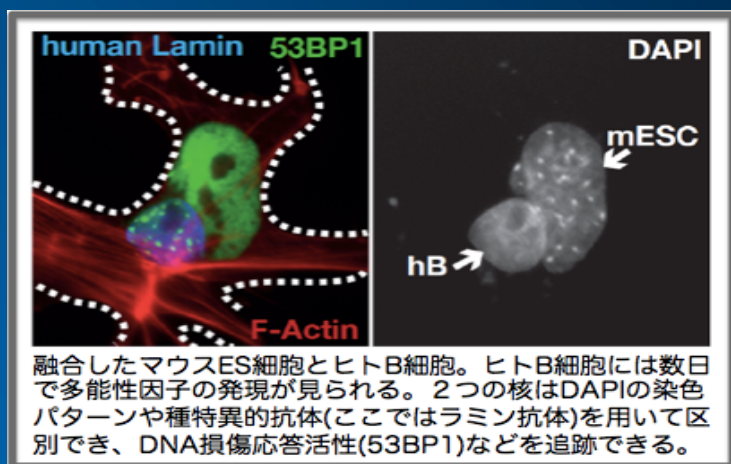 human Lamin 53BP1
DAPI
mESC
hB
F-Actin
融合したマウスES細胞とヒトB細胞。ヒトB細胞には数日
で多能性因子の発現が見られる。２つの核はDAPIの染色
パターンや種特異的抗体(ここではラミン抗体)を用いて区
別でき、DNA損傷応答活性(53BP1)などを追跡できる。